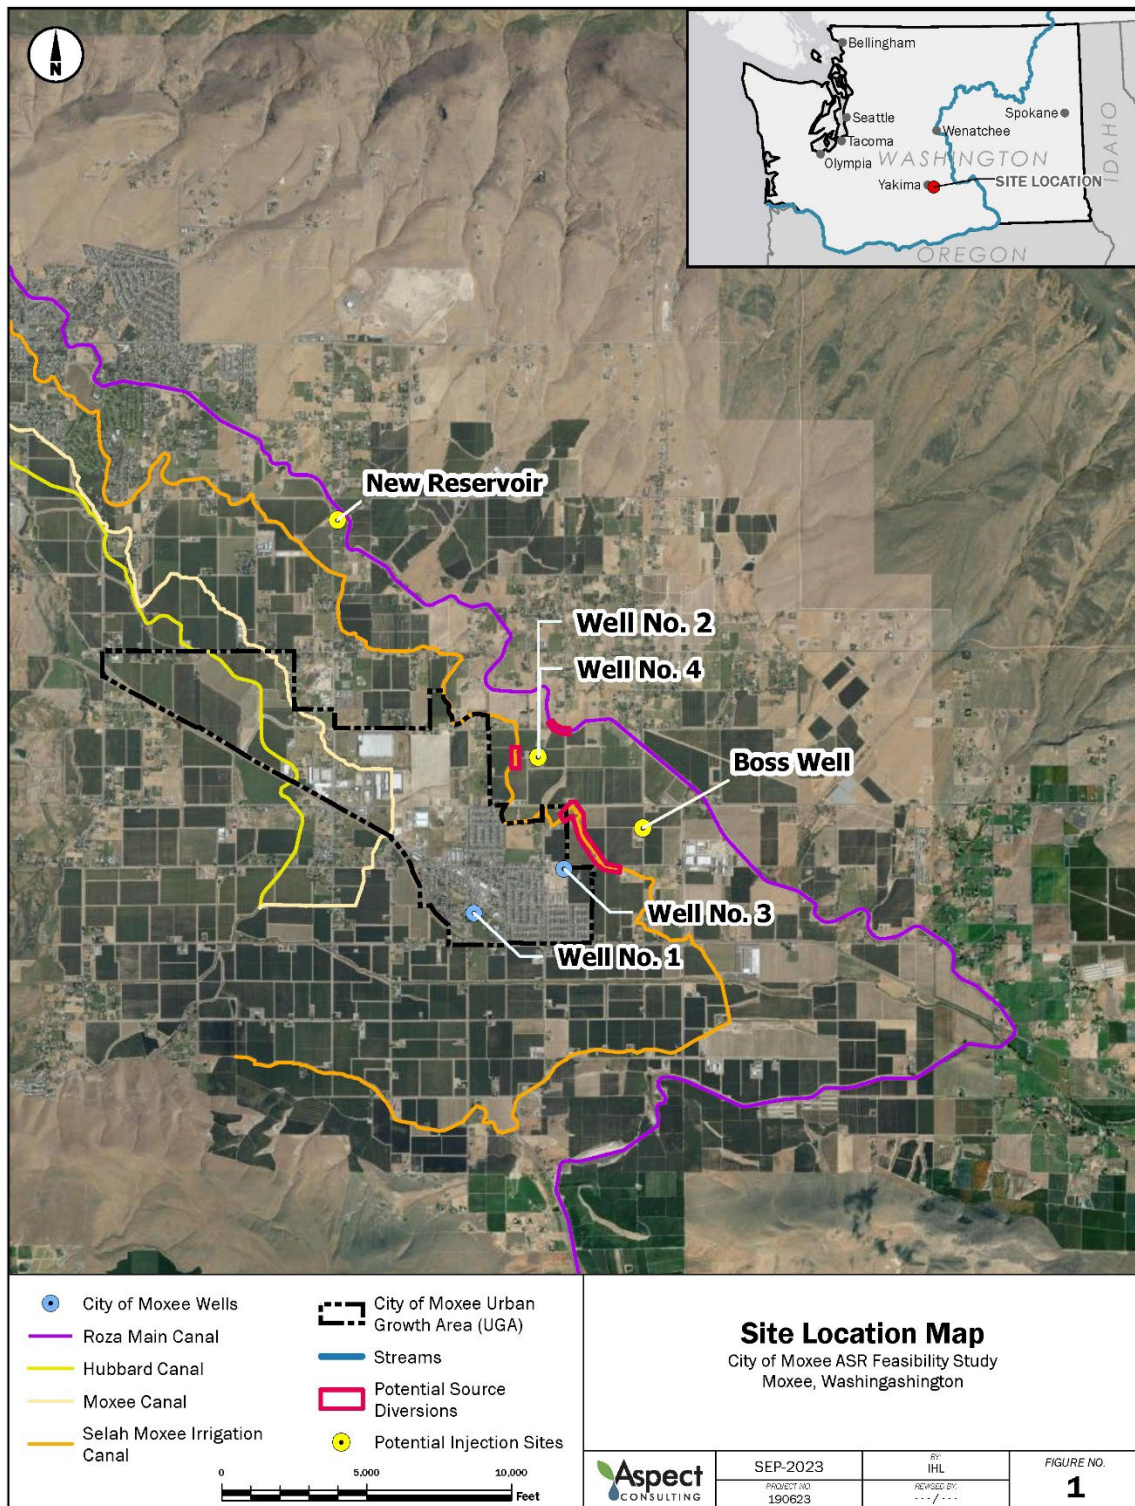 N
Bellingham
Seattle
Tacoma
Olympia
Wenatchee
Spokane
WASHINGTON
IDAHO
Yakima
SITE LOCATION
OREGON
New Reservoir
Well No. 2
Well No. 4
Boss Well
Well No. 3
Well No. 1
City of Moxee Wells
Roza Main Canal
Hubbard Canal
Moxee Canal
Selah Moxee Irrigation
Canal
City of Moxee Urban
Growth Area (UGA)
Streams
Potential Source
Diversions
Potential Injection Sites
0 5,000 10,000
Feet
Site Location Map
City of Moxee ASR Feasibility Study
Moxee, Washingashington
Aspect
CONSULTING
SEP-2023
PROJECT NO.
190623
BY:
IHL
REVISED BY:
- - - / - - -
FIGURE NO.
1